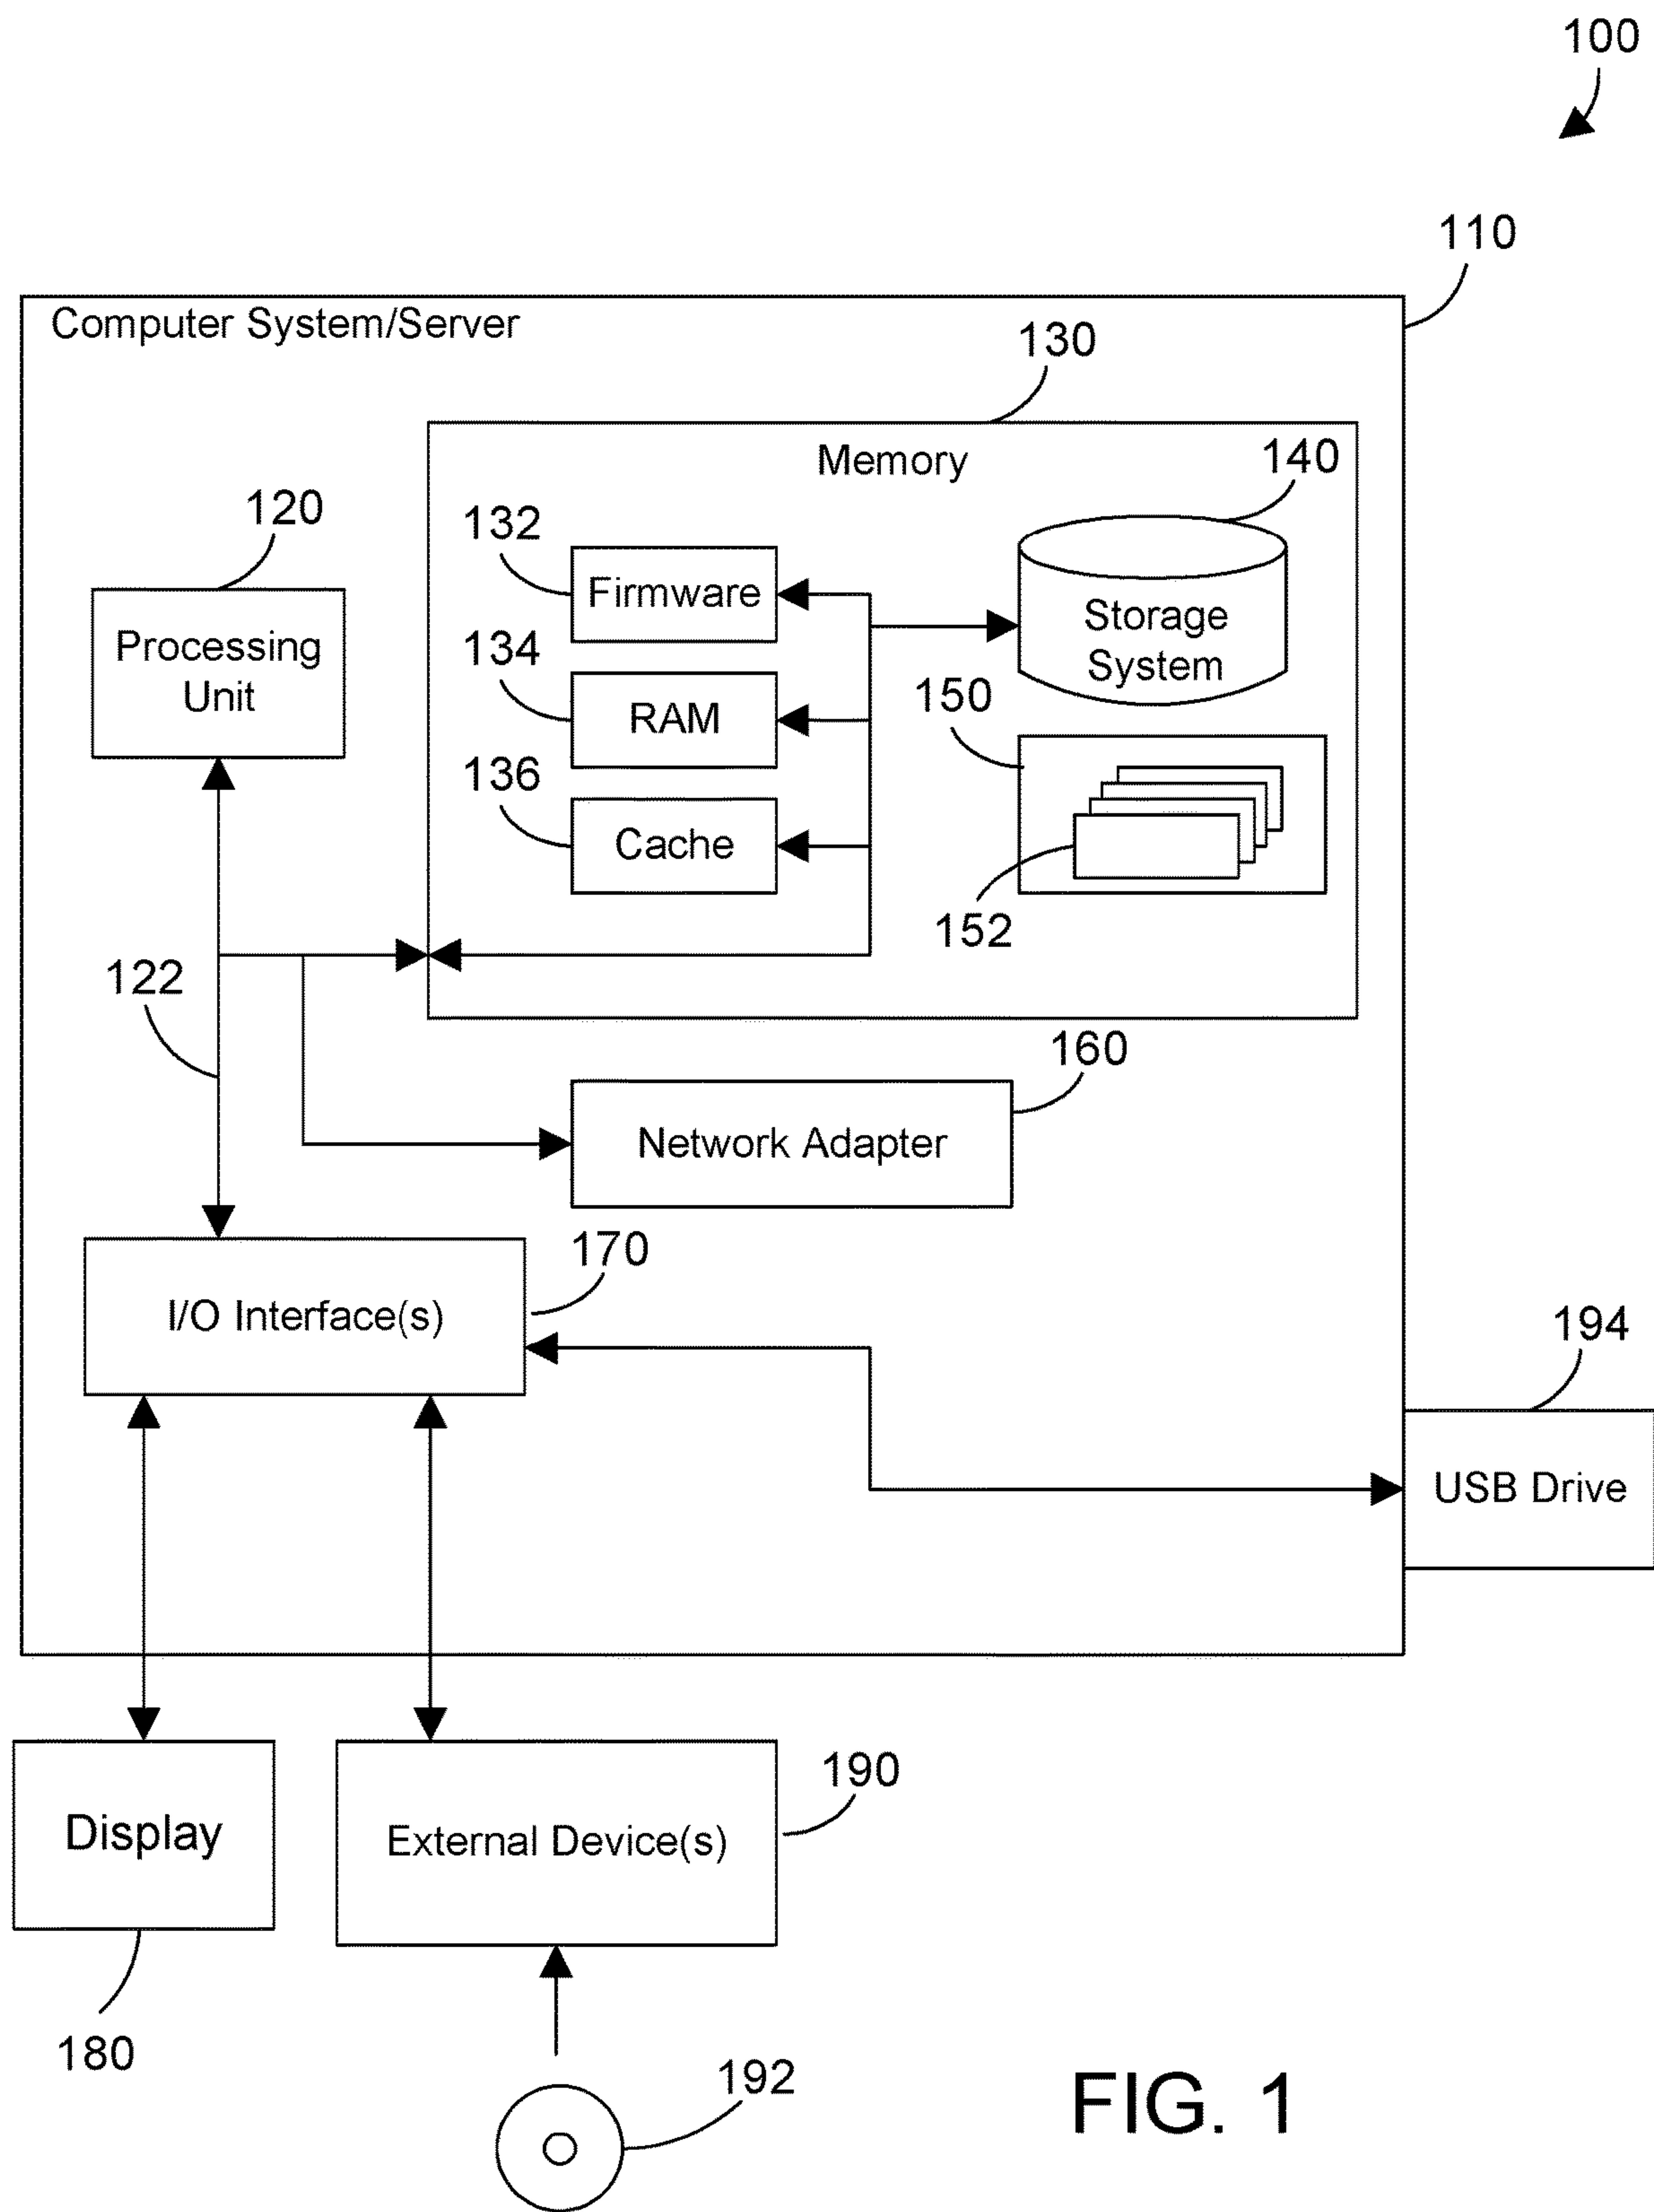 100
110
Computer System/Server
130
Memory
140
120
132
Firmware
Storage
System
Processing
Unit
134
RAM
150
136
Cache
152
122
160
Network Adapter
170
I/O Interface(s)
194
USB Drive
190
Display
External Device(s)
180
192
FIG. 1